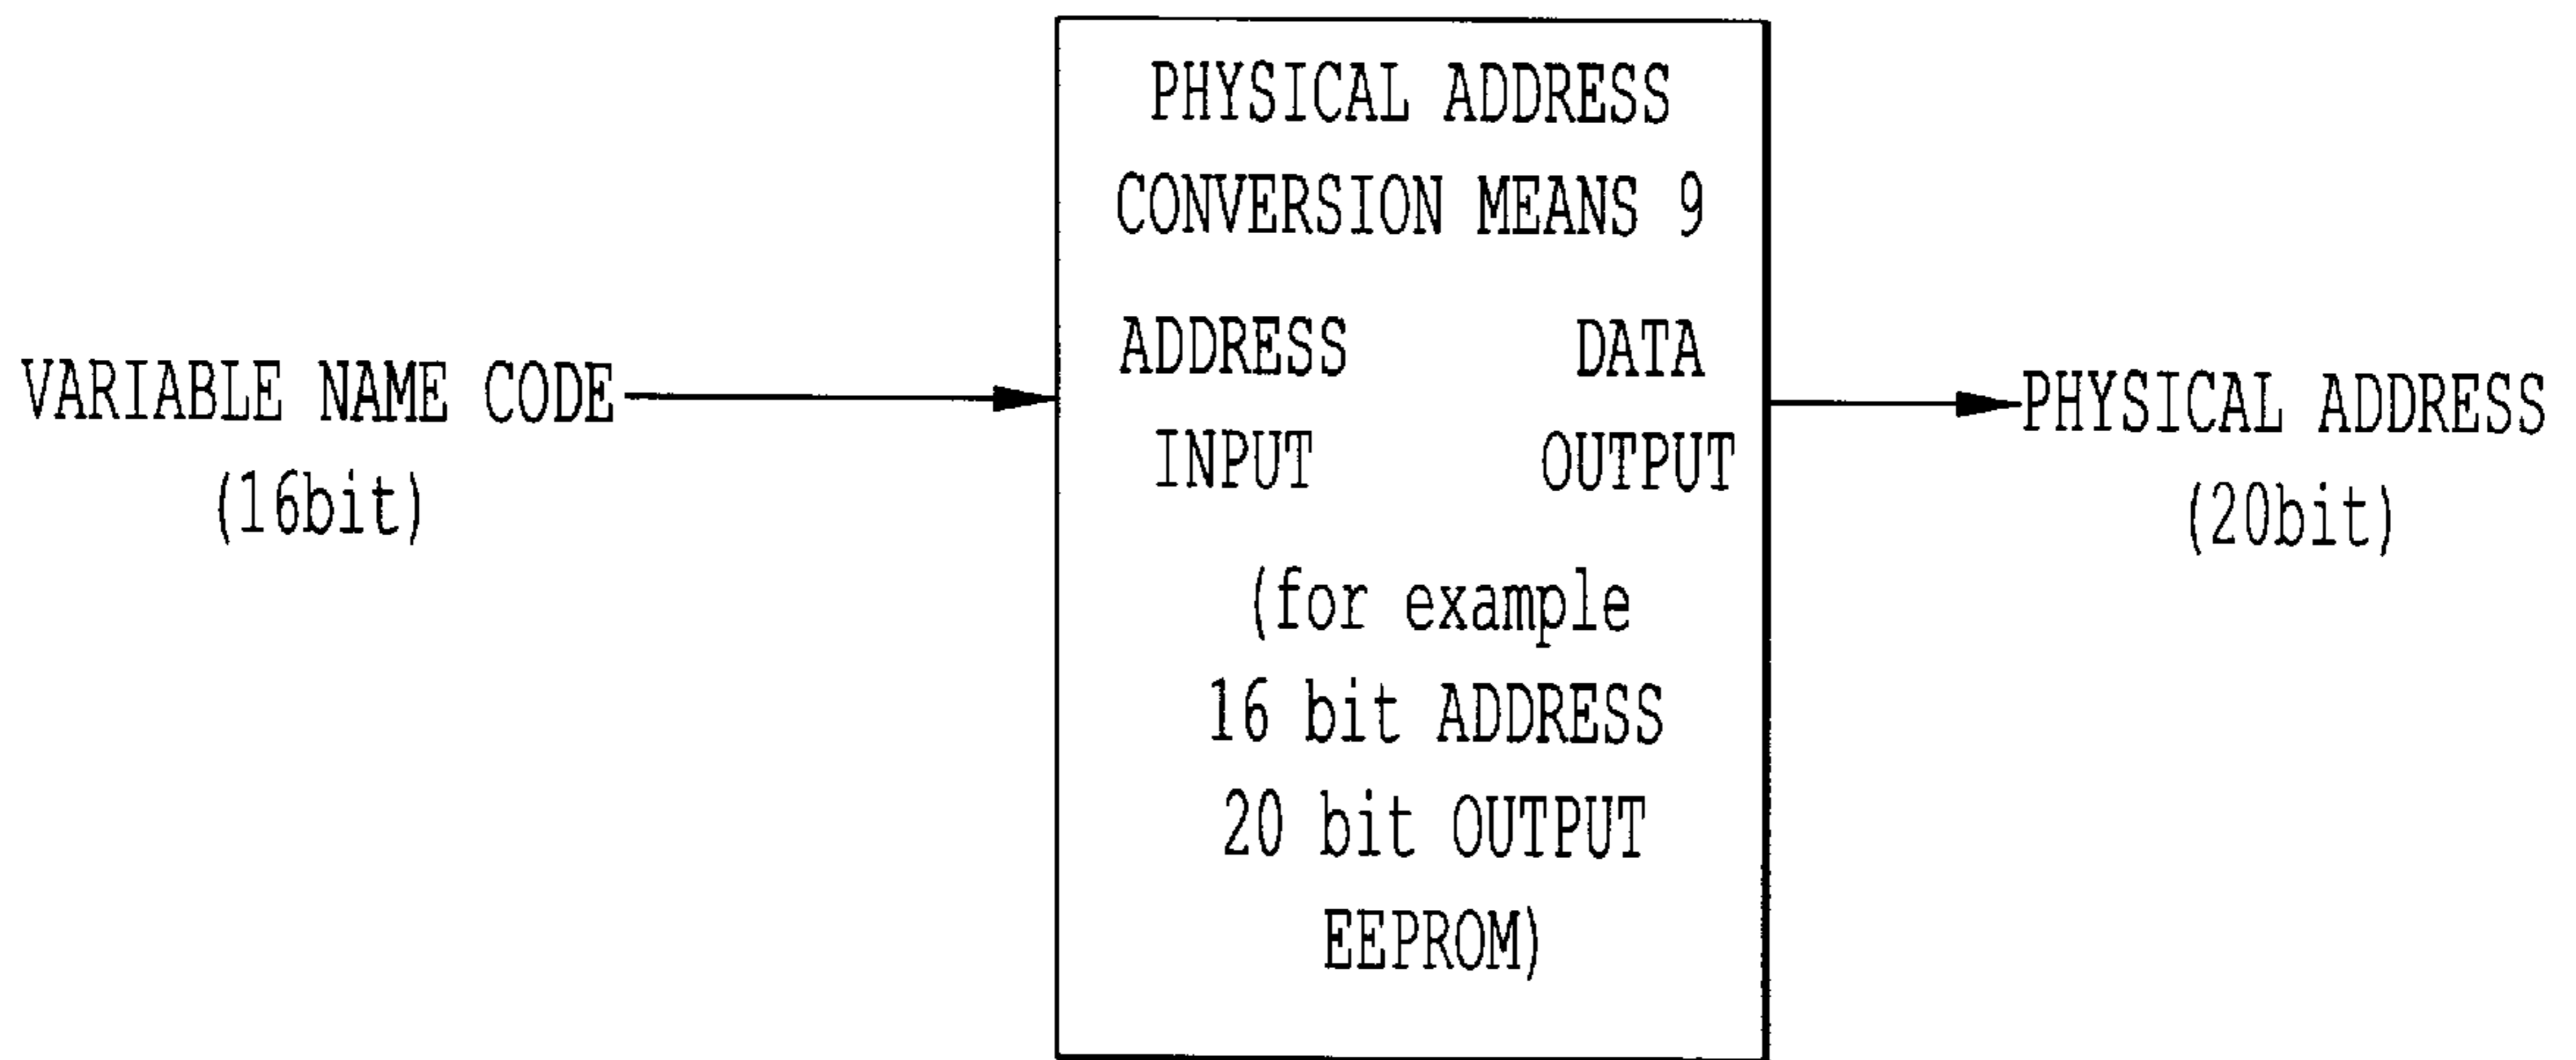 PHYSICAL ADDRESS
CONVERSION MEANS 9
VARIABLE NAME CODE
(16bit)
ADDRESS
INPUT
DATA
OUTPUT
(for example
16 bit ADDRESS
20 bit OUTPUT
EEPROM)
PHYSICAL ADDRESS
(20bit)